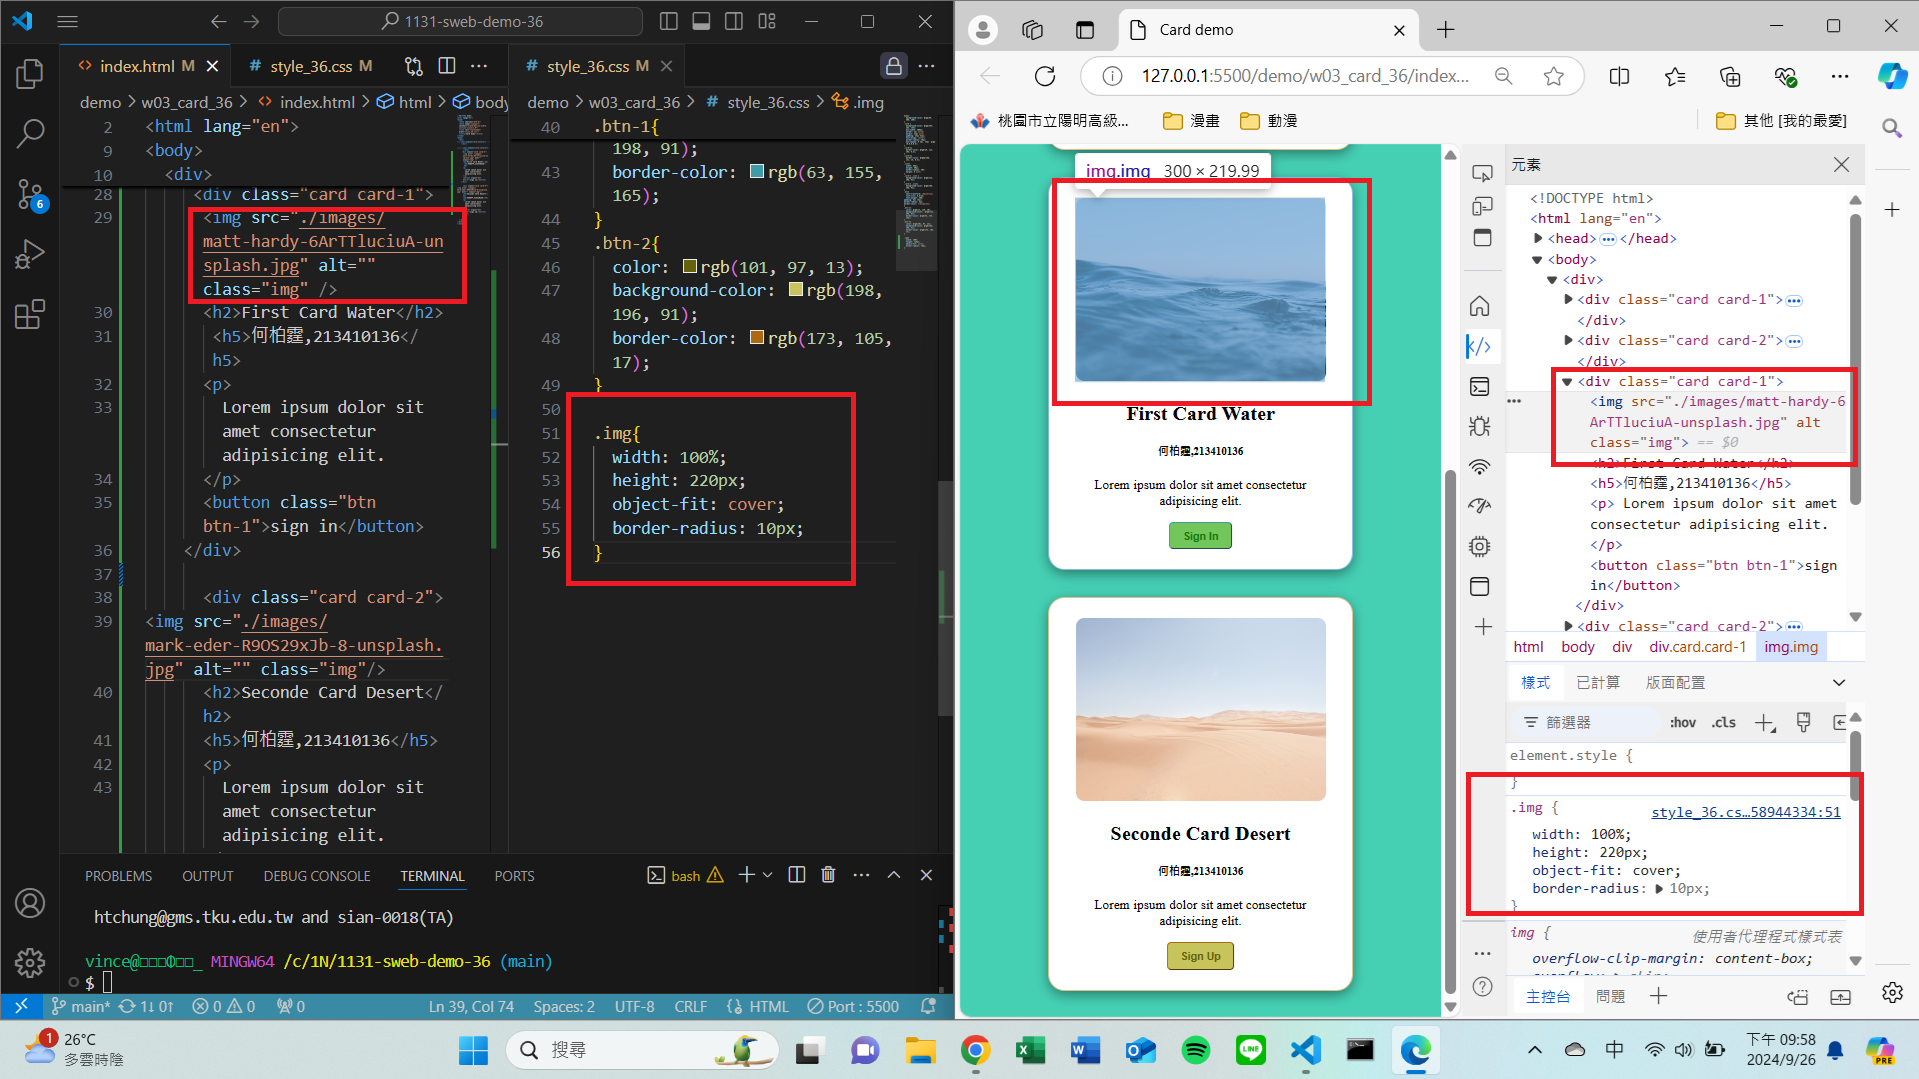 1131-sweb-demo-36
index.html M
style_36.css M
style_36.css M
demo > w03_card_36 > index.html > html > body
demo > w03_card_36 > style_36.css > .img
2 <html lang="en">
9 <body>
10 <div>
28 <div class="card card-1">
29 <img src="./images/
matt-hardy-6ArTTluciuA-un
splash.jpg" alt=""
class="img" />
30 <h2>First Card Water</h2>
31 <h5>何柏霆,213410136</
h5>
32 <p>
33 Lorem ipsum dolor sit
amet consectetur
adipisicing elit.
34 </p>
35 <button class="btn
btn-1">sign in</button>
36 </div>
37
38 <div class="card card-2">
39 <img src="./images/
mark-eder-R9OS29xJb-8-unsplash.
jpg" alt="" class="img"/>
40 <h2>Seconde Card Desert</
h2>
41 <h5>何柏霆,213410136</h5>
42 <p>
43 Lorem ipsum dolor sit
amet consectetur
adipisicing elit.
40 .btn-1{
198, 91);
43 border-color: rgb(63, 155,
165);
44 }
45 .btn-2{
46 color: rgb(101, 97, 13);
47 background-color: rgb(198,
196, 91);
48 border-color: rgb(173, 105,
17);
49 }
50
51 .img{
52 width: 100%;
53 height: 220px;
54 object-fit: cover;
55 border-radius: 10px;
56 }
PROBLEMS OUTPUT DEBUG CONSOLE TERMINAL PORTS
bash
htchung@gms.tku.edu.tw and sian-0018(TA)
MINGW64 /c/1N/1131-sweb-demo-36 (main)
$
6
main* 1↓ 0↑ 0 0 0
Ln 39, Col 74 Spaces: 2 UTF-8 CRLF {} HTML Port : 5500
Card demo
127.0.0.1:5500/demo/w03_card_36/index...
桃園市立陽明高級... 漫畫 動漫 其他 [我的最愛]
img.img 300 × 219.99
First Card Water
何柏霆,213410136
Lorem ipsum dolor sit amet consectetur
adipisicing elit.
Sign In
Seconde Card Desert
何柏霆,213410136
Lorem ipsum dolor sit amet consectetur
adipisicing elit.
Sign Up
元素
<!DOCTYPE html>
<html lang="en">
<head> ••• </head>
<body>
<div>
<div class="card card-1"> •••
</div>
<div class="card card-2"> •••
</div>
<div class="card card-1">
<img src="./images/matt-hardy-6
ArTTluciuA-unsplash.jpg" alt
class="img"> == $0
<h2>First Card Water</h2>
<h5>何柏霆,213410136</h5>
<p> Lorem ipsum dolor sit amet
consectetur adipisicing elit.
</p>
<button class="btn btn-1">sign
in</button>
</div>
<div class="card card-2"> •••
html body div div.card.card-1 img.img
樣式 已計算 版面配置
篩選器 :hov .cls
element.style {
}
.img { style_36.cs…58944334:51
width: 100%;
height: 220px;
object-fit: cover;
border-radius: 10px;
}
img { 使用者代理程式樣式表
overflow-clip-margin: content-box;
主控台 問題
1
26°C
多雲時陰
搜尋
中
下午 09:58
2024/9/26
PRE